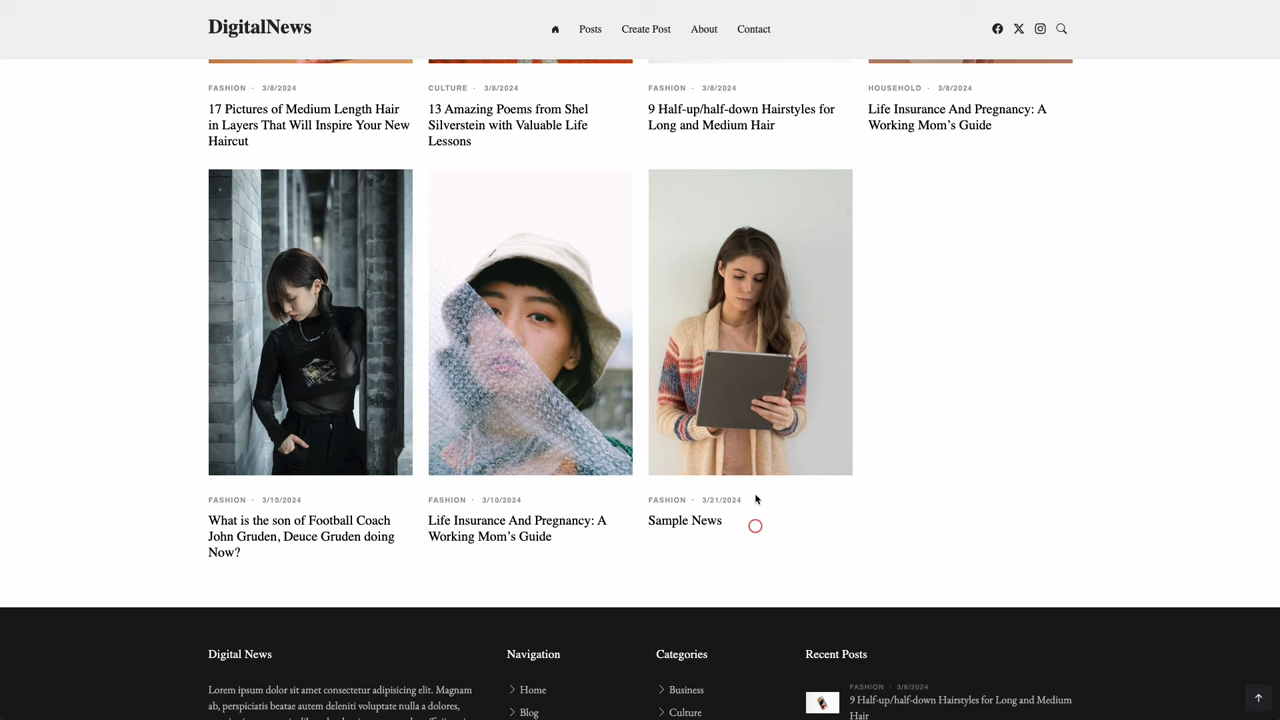 DigitalNews
Posts
Create Post
About
Contact
FASHION · 3/8/2024
17 Pictures of Medium Length Hair
in Layers That Will Inspire Your New
Haircut
CULTURE · 3/8/2024
13 Amazing Poems from Shel
Silverstein with Valuable Life
Lessons
FASHION · 3/8/2024
9 Half-up/half-down Hairstyles for
Long and Medium Hair
HOUSEHOLD · 3/8/2024
Life Insurance And Pregnancy: A
Working Mom’s Guide
FASHION · 3/10/2024
What is the son of Football Coach
John Gruden, Deuce Gruden doing
Now?
FASHION · 3/10/2024
Life Insurance And Pregnancy: A
Working Mom’s Guide
FASHION · 3/21/2024
Sample News
Digital News
Lorem ipsum dolor sit amet consectetur adipisicing elit. Magnam
ab, perspiciatis beatae autem deleniti voluptate nulla a dolores,
Navigation
Home
Blog
Categories
Business
Culture
Recent Posts
FASHION · 3/8/2024
9 Half-up/half-down Hairstyles for Long and Medium
Hair